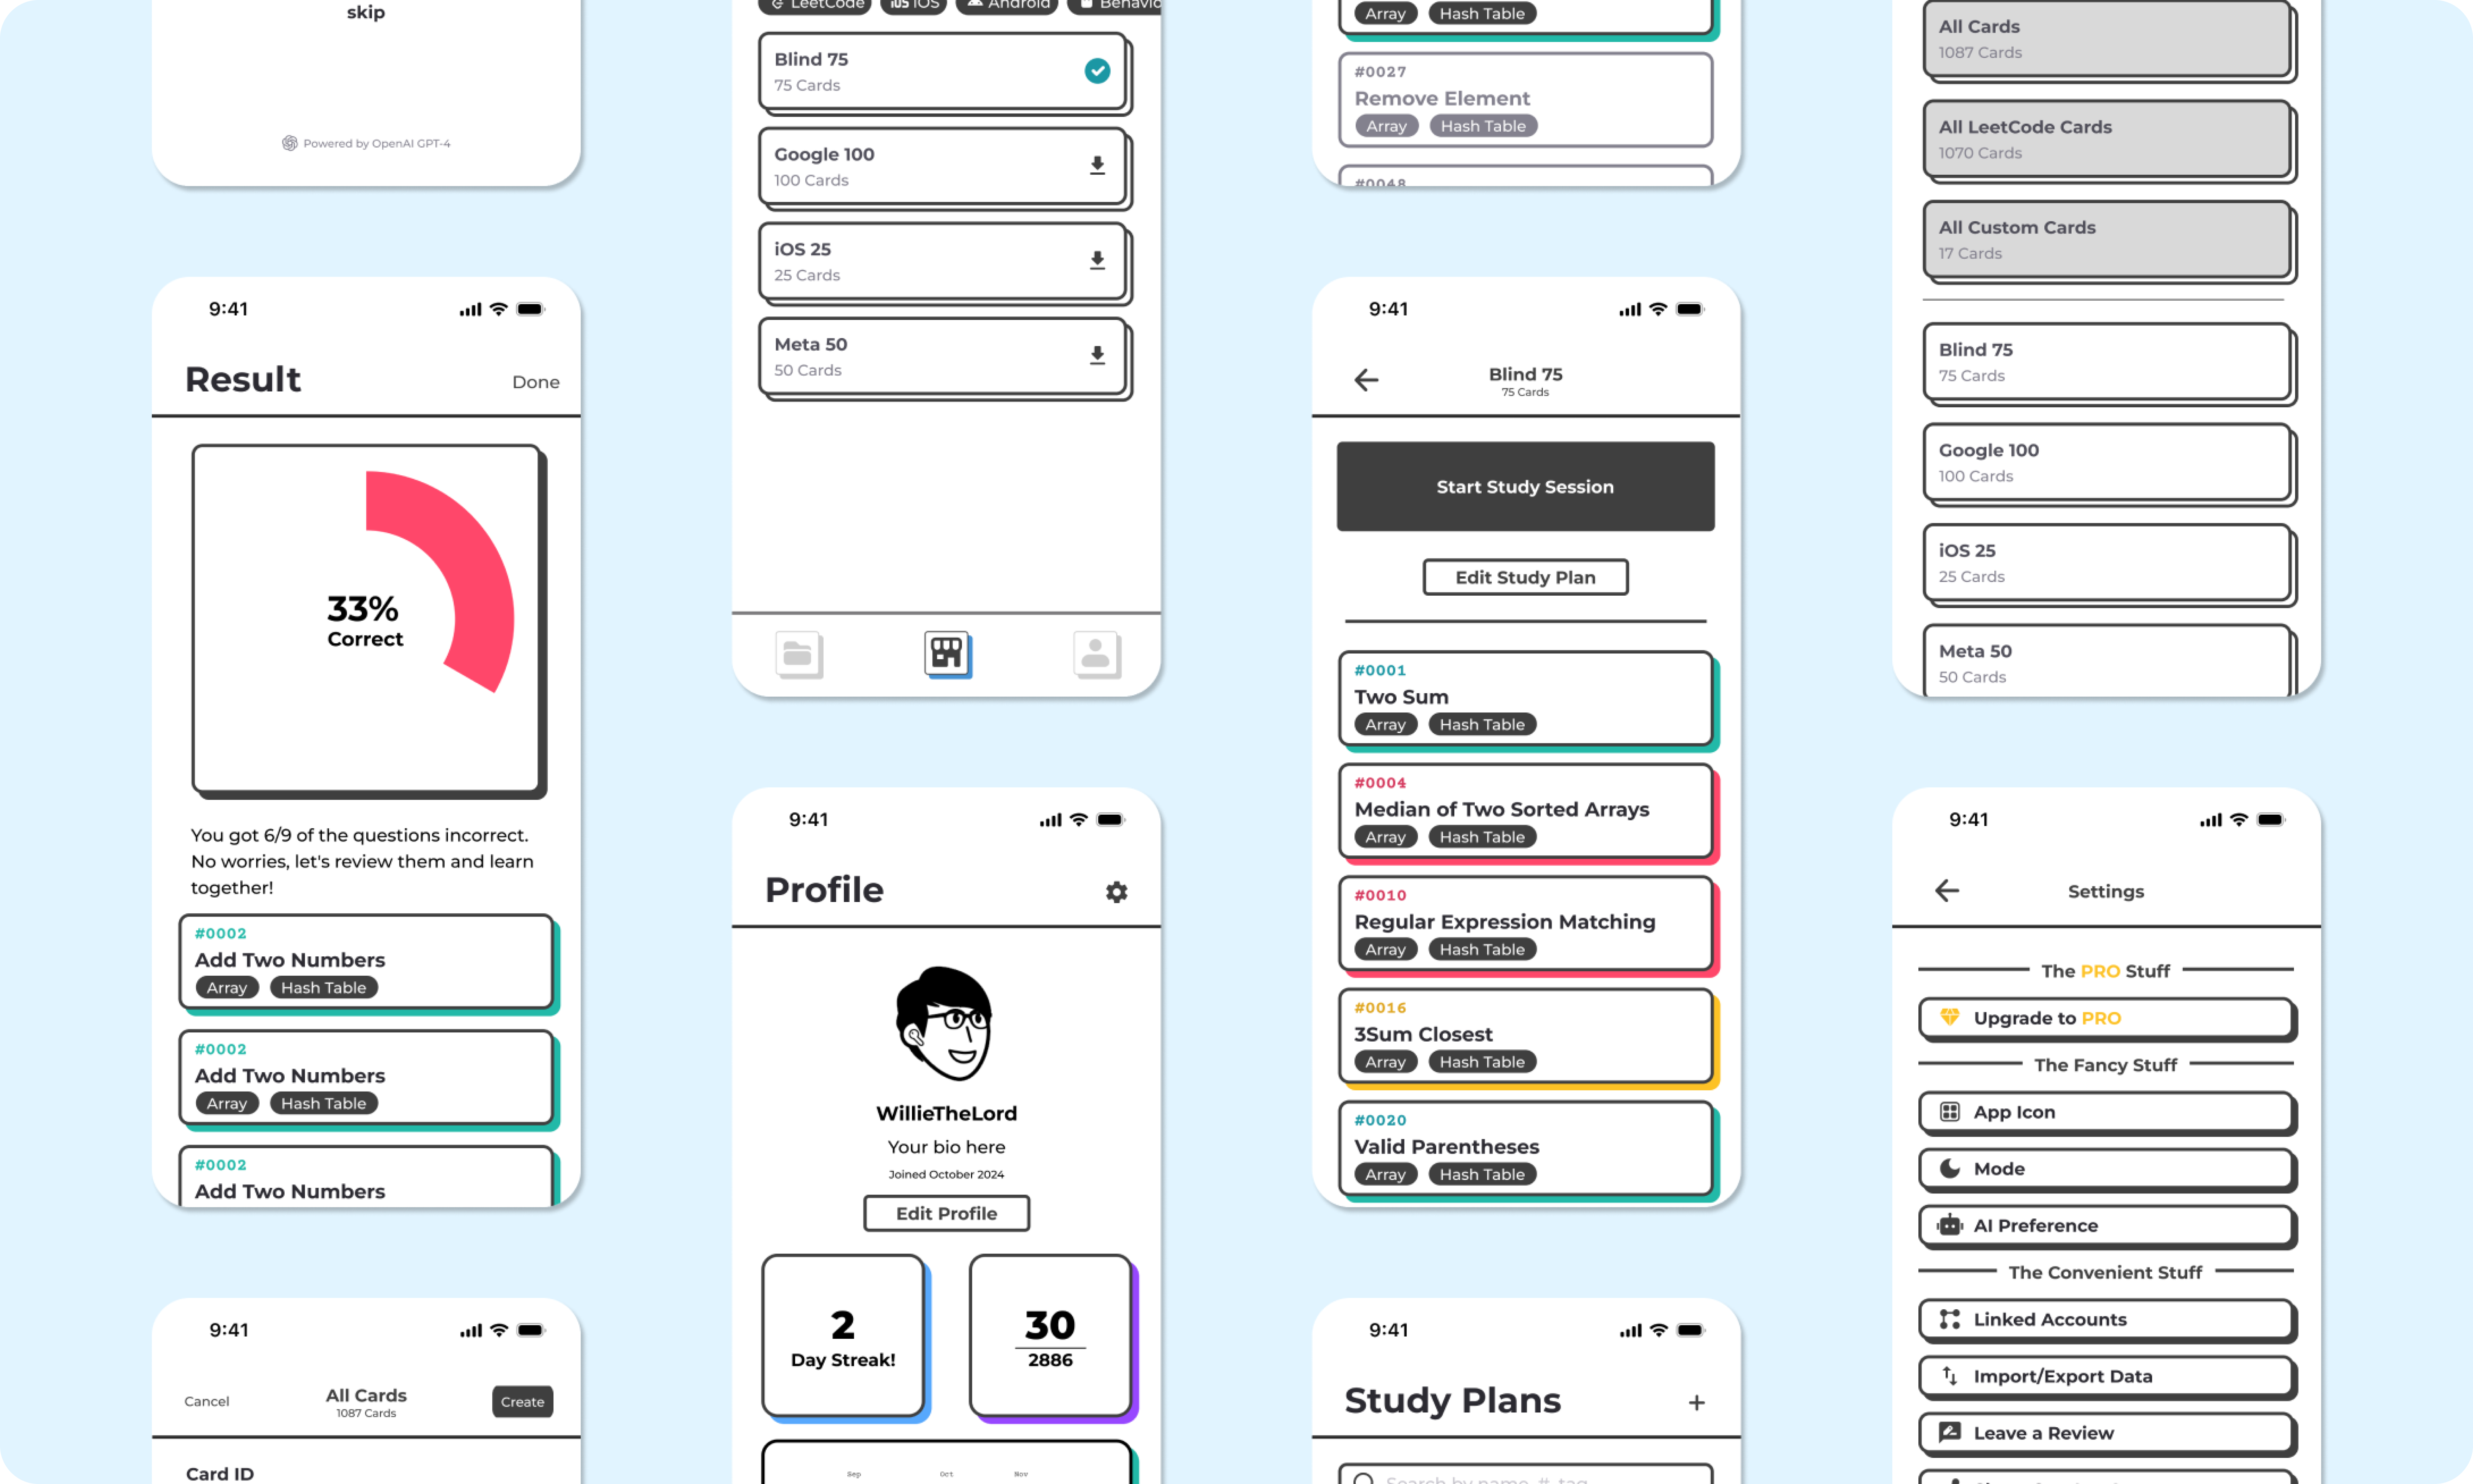 skip
Powered by OpenAI GPT-4
9:41
Result
Done
33%
Correct
You got 6/9 of the questions incorrect.
No worries, let's review them and learn
together!
#0002
Add Two Numbers
Array Hash Table
#0002
Add Two Numbers
Array Hash Table
#0002
Add Two Numbers
9:41
Cancel
All Cards
1087 Cards
Create
Card ID
LeetCode iOS iOS Android Behavio
Blind 75
75 Cards
Google 100
100 Cards
iOS 25
25 Cards
Meta 50
50 Cards
9:41
Profile
WillieTheLord
Your bio here
Joined October 2024
Edit Profile
2
Day Streak!
30
2886
Sep Oct Nov
Array Hash Table
#0027
Remove Element
Array Hash Table
#0048
9:41
Blind 75
75 Cards
Start Study Session
Edit Study Plan
#0001
Two Sum
Array Hash Table
#0004
Median of Two Sorted Arrays
Array Hash Table
#0010
Regular Expression Matching
Array Hash Table
#0016
3Sum Closest
Array Hash Table
#0020
Valid Parentheses
Array Hash Table
9:41
Study Plans
+
Search by name, #, tag
All Cards
1087 Cards
All LeetCode Cards
1070 Cards
All Custom Cards
17 Cards
Blind 75
75 Cards
Google 100
100 Cards
iOS 25
25 Cards
Meta 50
50 Cards
9:41
Settings
The PRO Stuff
Upgrade to PRO
The Fancy Stuff
App Icon
Mode
AI Preference
The Convenient Stuff
Linked Accounts
Import/Export Data
Leave a Review